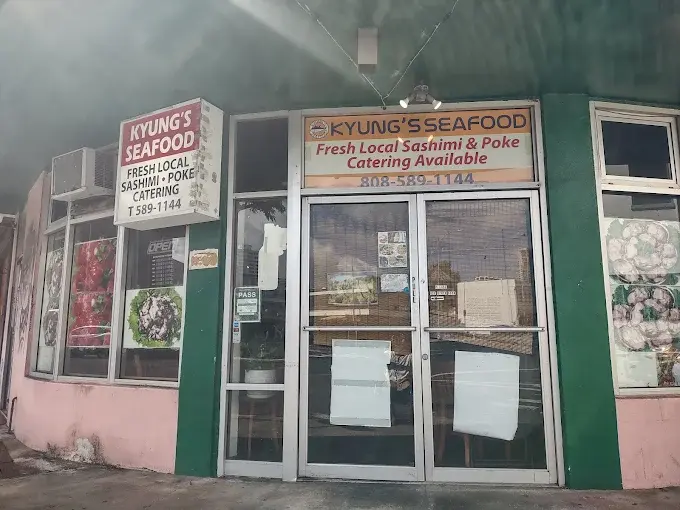 KYUNG'S
SEAFOOD
FRESH LOCAL
SASHIMI • POKE
CATERING
T 589-1144
KYUNG'S SEAFOOD
Fresh Local Sashimi & Poke
Catering Available
808-589-1144
OPEN
PASS
PULL